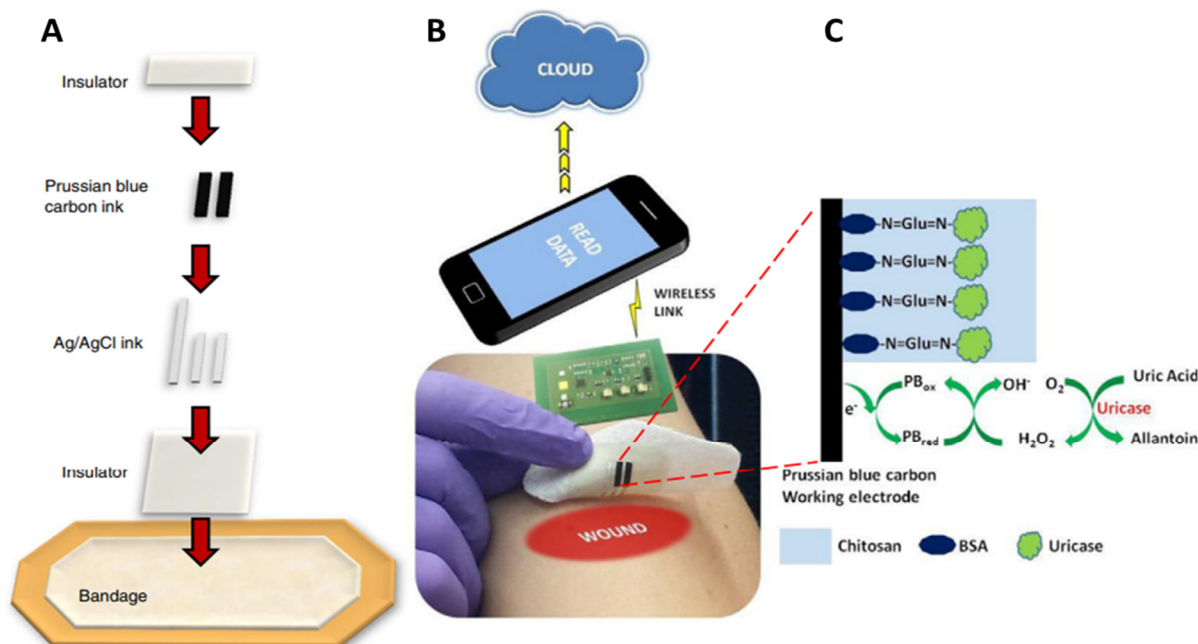 A
Insulator
Prussian blue
carbon ink
Ag/AgCl ink
Insulator
Bandage
B
CLOUD
READ
DATA
WIRELESS
LINK
WOUND
C
-N=Glu=N-
-N=Glu=N-
-N=Glu=N-
-N=Glu=N-
e⁻ PBox OH⁻ O₂ Uric Acid
Uricase
PBred H₂O₂ Allantoin
Prussian blue carbon
Working electrode
Chitosan BSA Uricase